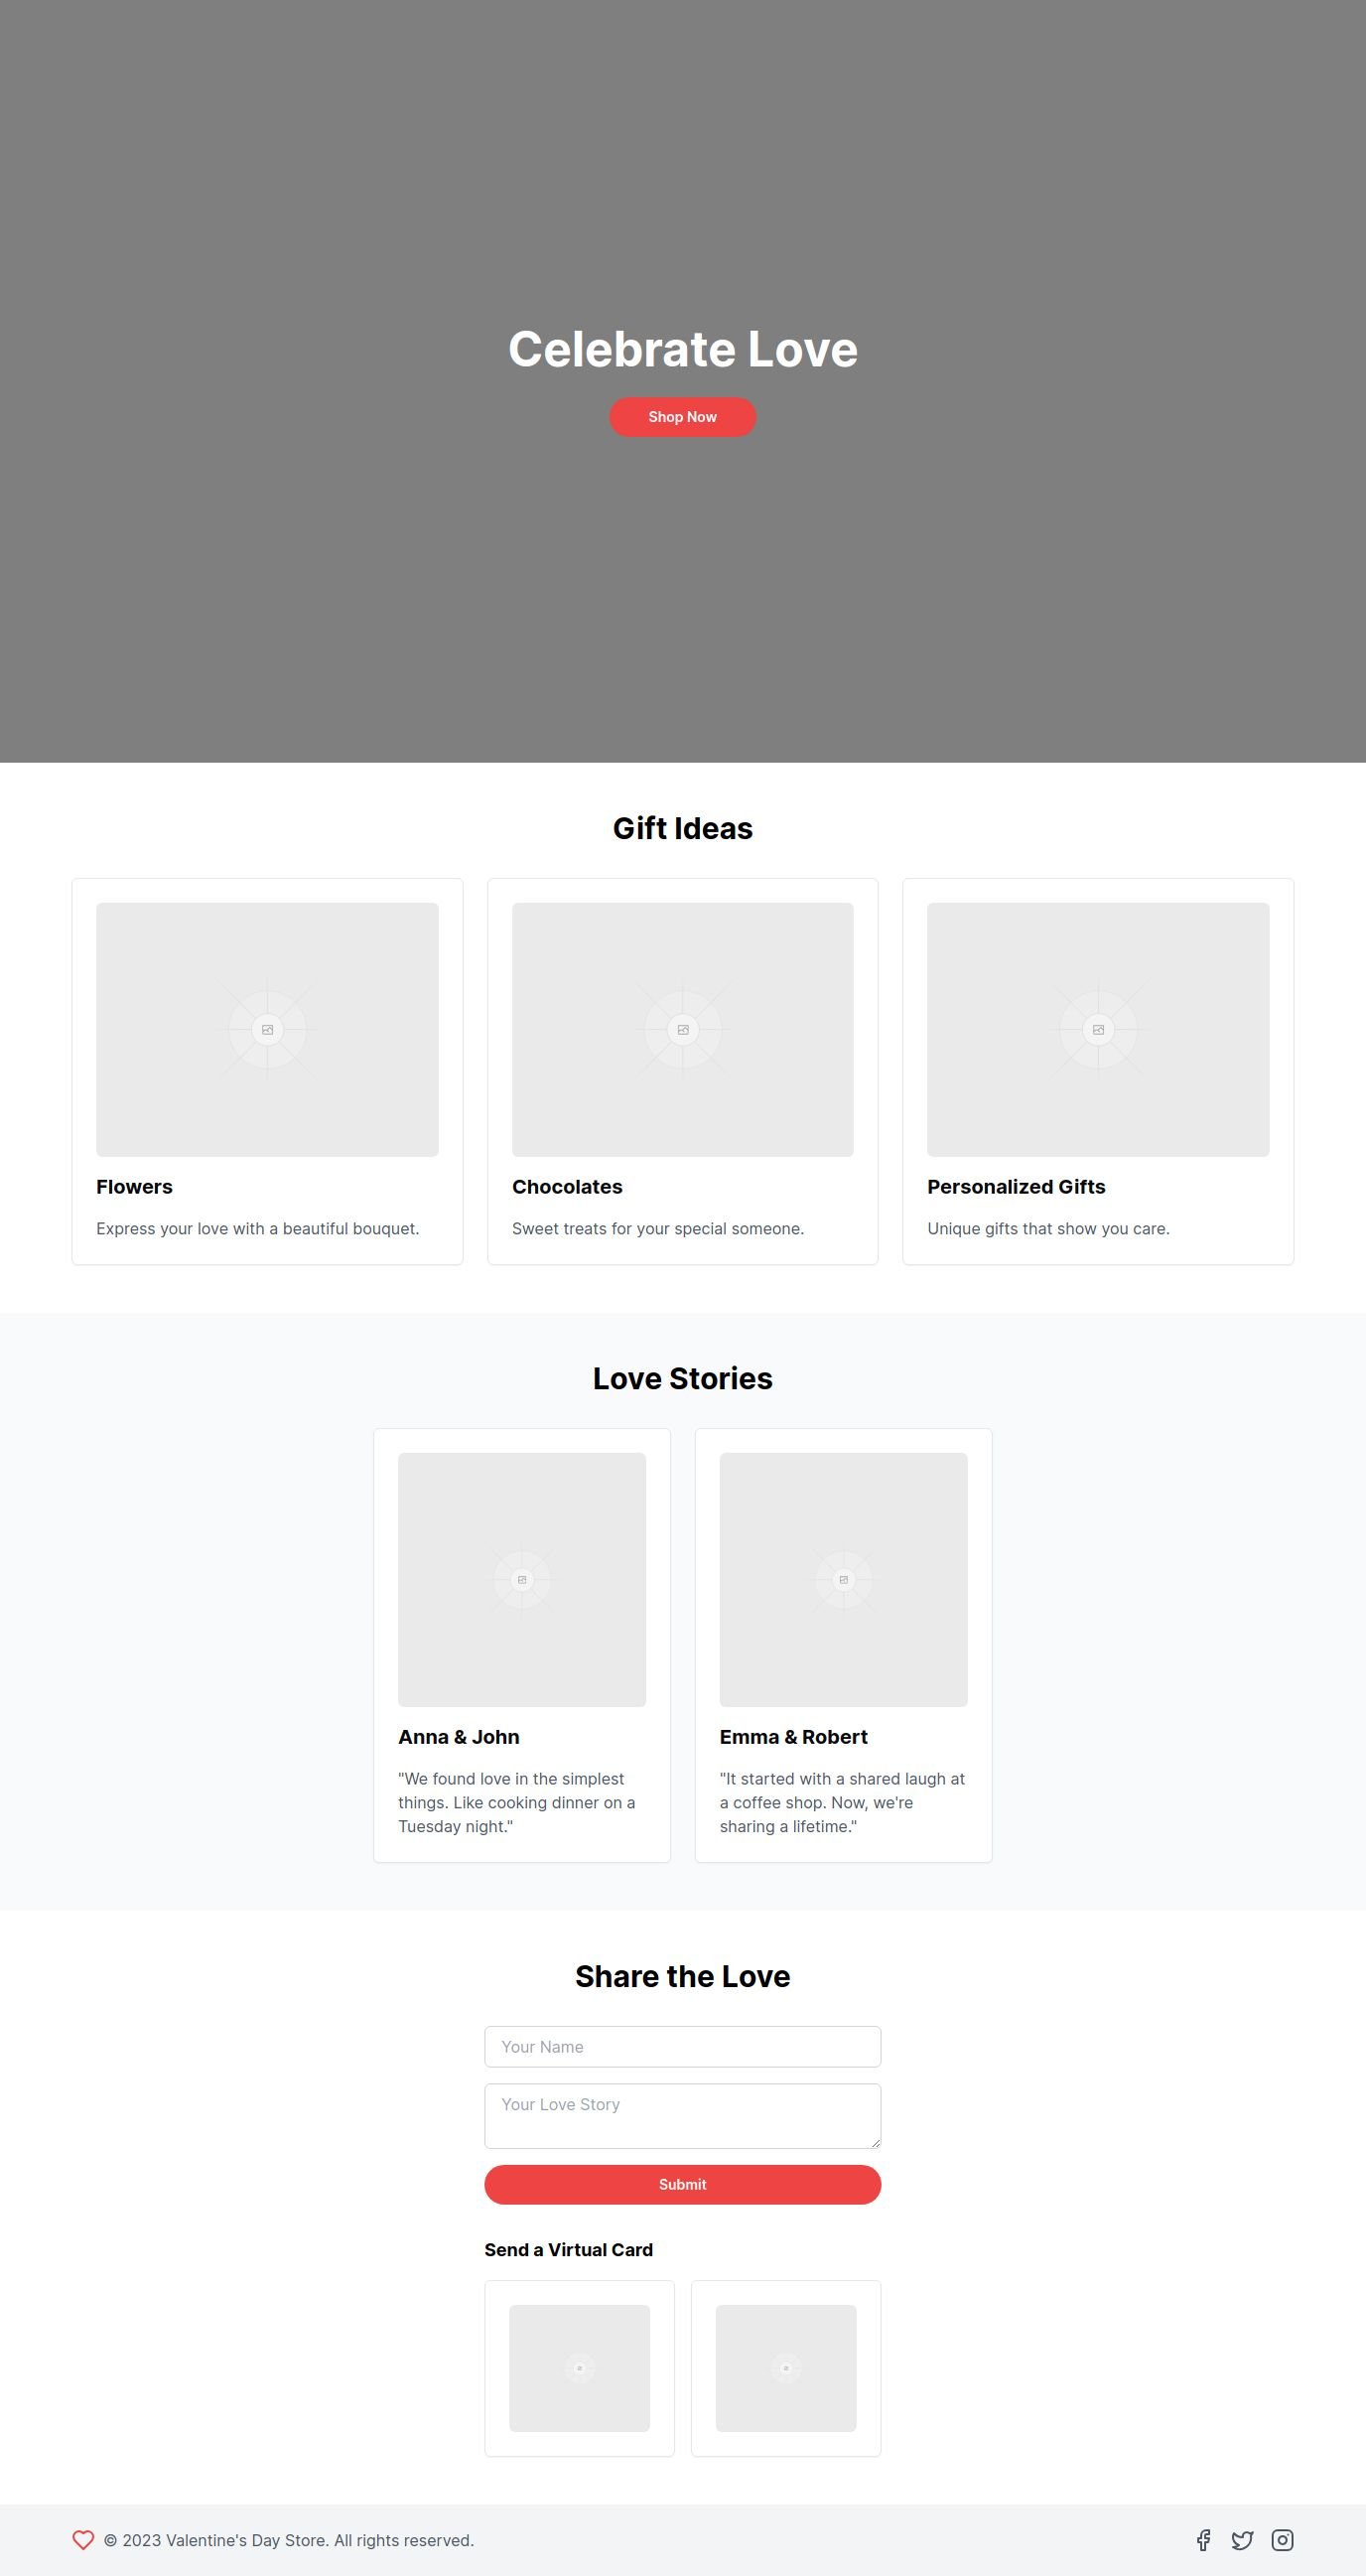 Celebrate Love
Shop Now
Gift Ideas
Flowers
Express your love with a beautiful bouquet.
Chocolates
Sweet treats for your special someone.
Personalized Gifts
Unique gifts that show you care.
Love Stories
Anna & John
"We found love in the simplest
things. Like cooking dinner on a
Tuesday night."
Emma & Robert
"It started with a shared laugh at
a coffee shop. Now, we're
sharing a lifetime."
Share the Love
Your Name
Your Love Story
Submit
Send a Virtual Card
© 2023 Valentine's Day Store. All rights reserved.